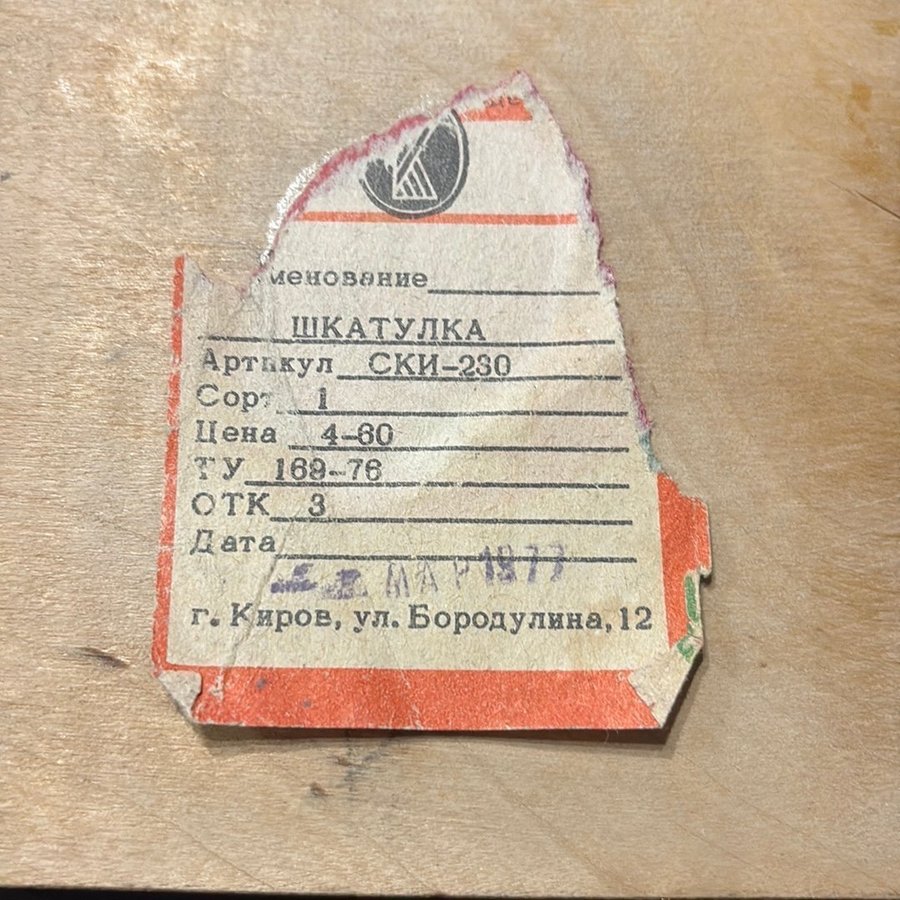 менование
ШКАТУЛКА
Артикул СКИ-230
Сорт 1
Цена 4-60
ТУ 169-76
ОТК 3
Дата
МАР 1977
г. Киров, ул. Бородулина, 12